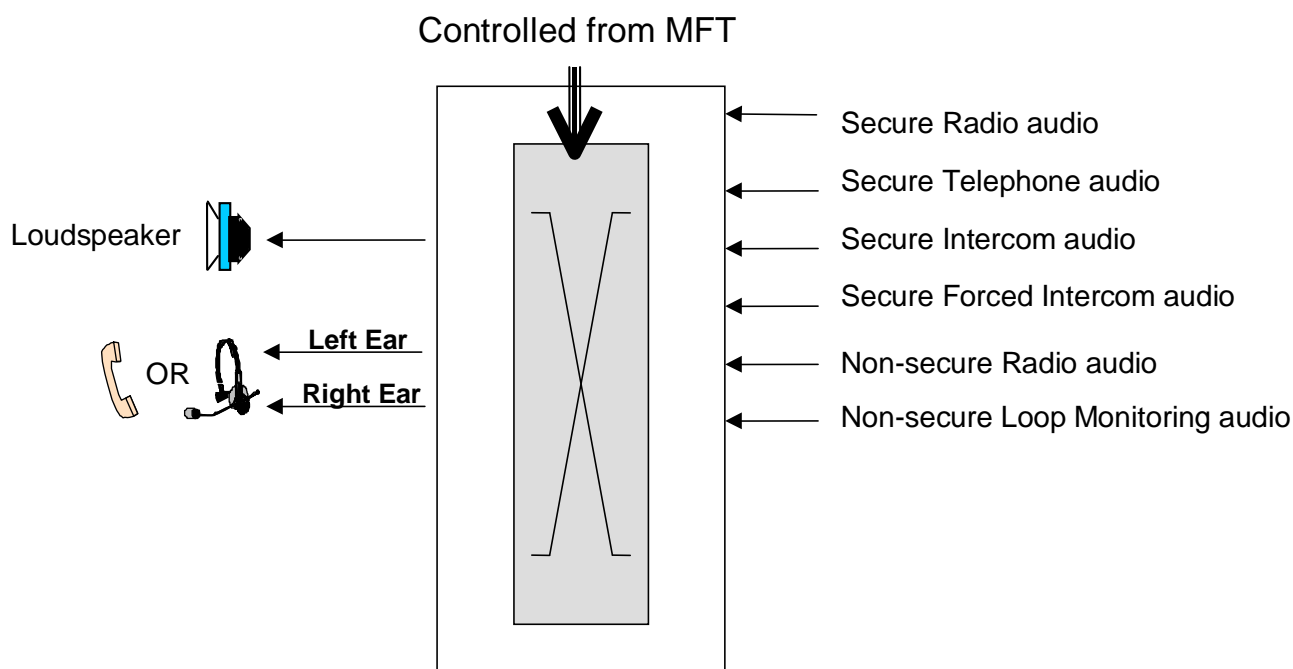 Controlled from MFT
Secure Radio audio
Secure Telephone audio
Loudspeaker
Secure Intercom audio
Secure Forced Intercom audio
Left Ear
OR
Right Ear
Non-secure Radio audio
Non-secure Loop Monitoring audio